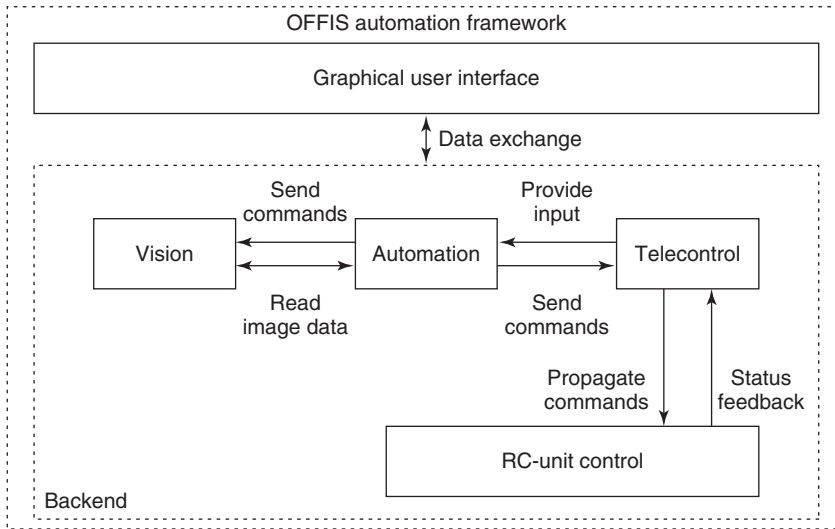 OFFIS automation framework
Graphical user interface
Data exchange
Send
commands
Provide
input
Vision
Automation
Telecontrol
Read
image data
Send
commands
Propagate
commands
Status
feedback
RC-unit control
Backend